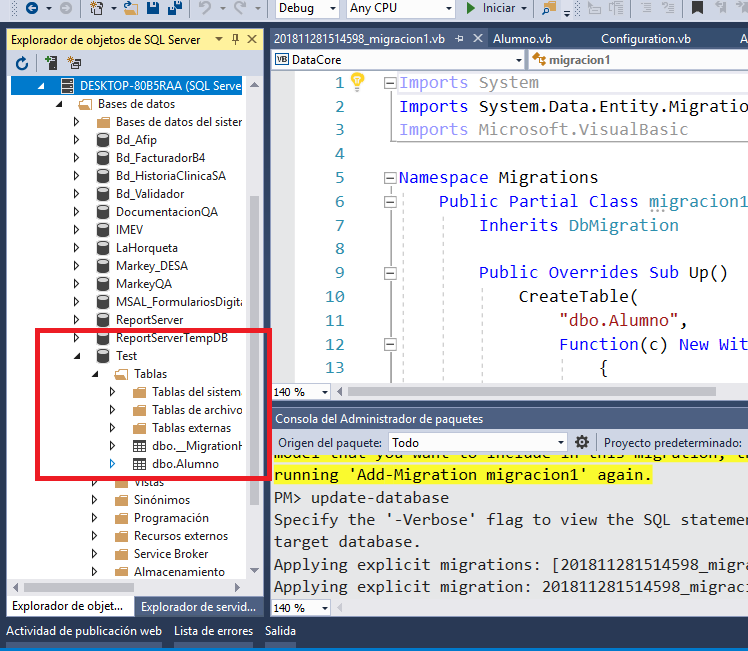 Debug
Any CPU
Iniciar
Explorador de objetos de SQL Server
DESKTOP-80B5RAA (SQL Serve
Bases de datos
Bases de datos del sister
Bd_Afip
Bd_FacturadorB4
Bd_HistoriaClinicaSA
Bd_Validador
DocumentacionQA
IMEV
LaHorqueta
Markey_DESA
MarkeyQA
MSAL_FormulariosDigita
ReportServer
ReportServerTempDB
Test
Tablas
Tablas del sistem
Tablas de archivo
Tablas externas
dbo.__MigrationH
dbo.Alumno
Vistas
Sinónimos
Programación
Recursos externos
Service Broker
Almacenamiento
Explorador de objet...
Explorador de servid...
201811281514598_migracion1.vb
Alumno.vb
Configuration.vb
A
VB DataCore
migracion1
1 Imports System
2 Imports System.Data.Entity.Migratio
3 Imports Microsoft.VisualBasic
4
5 Namespace Migrations
6 Public Partial Class migracion1
7 Inherits DbMigration
8
9 Public Overrides Sub Up()
10 CreateTable(
11 "dbo.Alumno",
12 Function(c) New Wit
13 {
140 %
Consola del Administrador de paquetes
Origen del paquete: Todo
Proyecto predeterminado:
model that you want to include in this migration, th
running 'Add-Migration migracion1' again.
PM> update-database
Specify the '-Verbose' flag to view the SQL statemen
target database.
Applying explicit migrations: [201811281514598_migra
Applying explicit migration: 201811281514598_migraci
140 %
Actividad de publicación web
Lista de errores
Salida